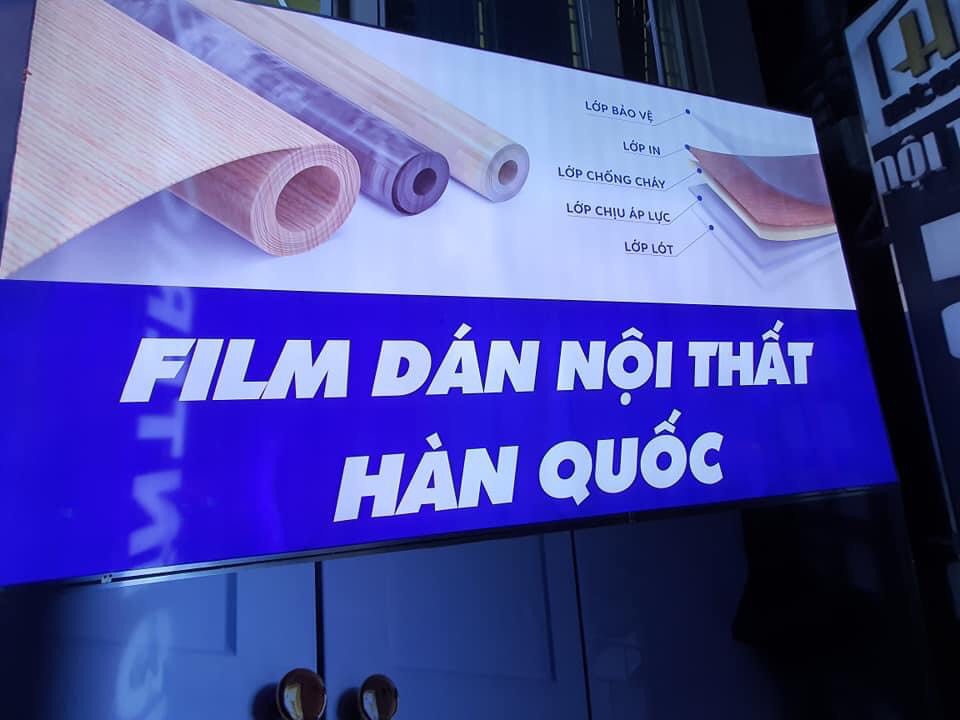 LỚP BẢO VỆ
LỚP IN
LỚP CHỐNG CHÁY
LỚP CHỊU ÁP LỰC
LỚP LÓT
FILM DÁN NỘI THẤT
HÀN QUỐC
NỘI